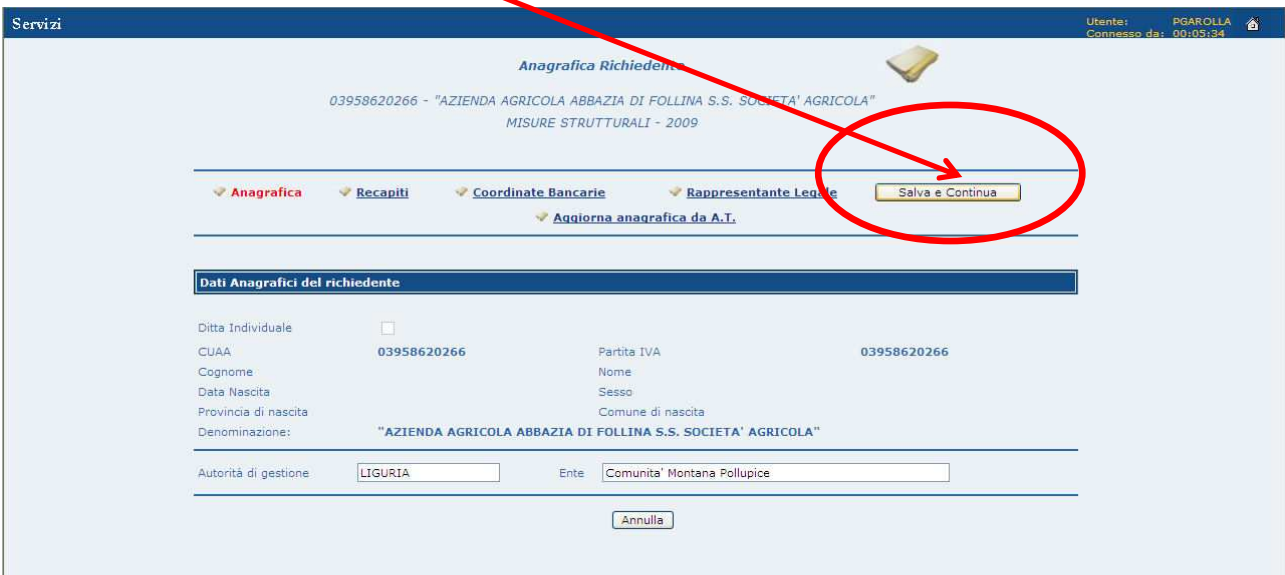 Servizi
Utente: PGAROLLA
Connesso da: 00:05:34
Anagrafica Richiedente
03958620266 - "AZIENDA AGRICOLA ABBAZIA DI FOLLINA S.S. SOCIETA' AGRICOLA"
MISURE STRUTTURALI - 2009
Anagrafica Recapiti Coordinate Bancarie Rappresentante Legale Salva e Continua
Aggiorna anagrafica da A.T.
Dati Anagrafici del richiedente
Ditta Individuale
CUAA 03958620266 Partita IVA 03958620266
Cognome Nome
Data Nascita Sesso
Provincia di nascita Comune di nascita
Denominazione: "AZIENDA AGRICOLA ABBAZIA DI FOLLINA S.S. SOCIETA' AGRICOLA"
Autorità di gestione LIGURIA Ente Comunita' Montana Pollupice
Annulla